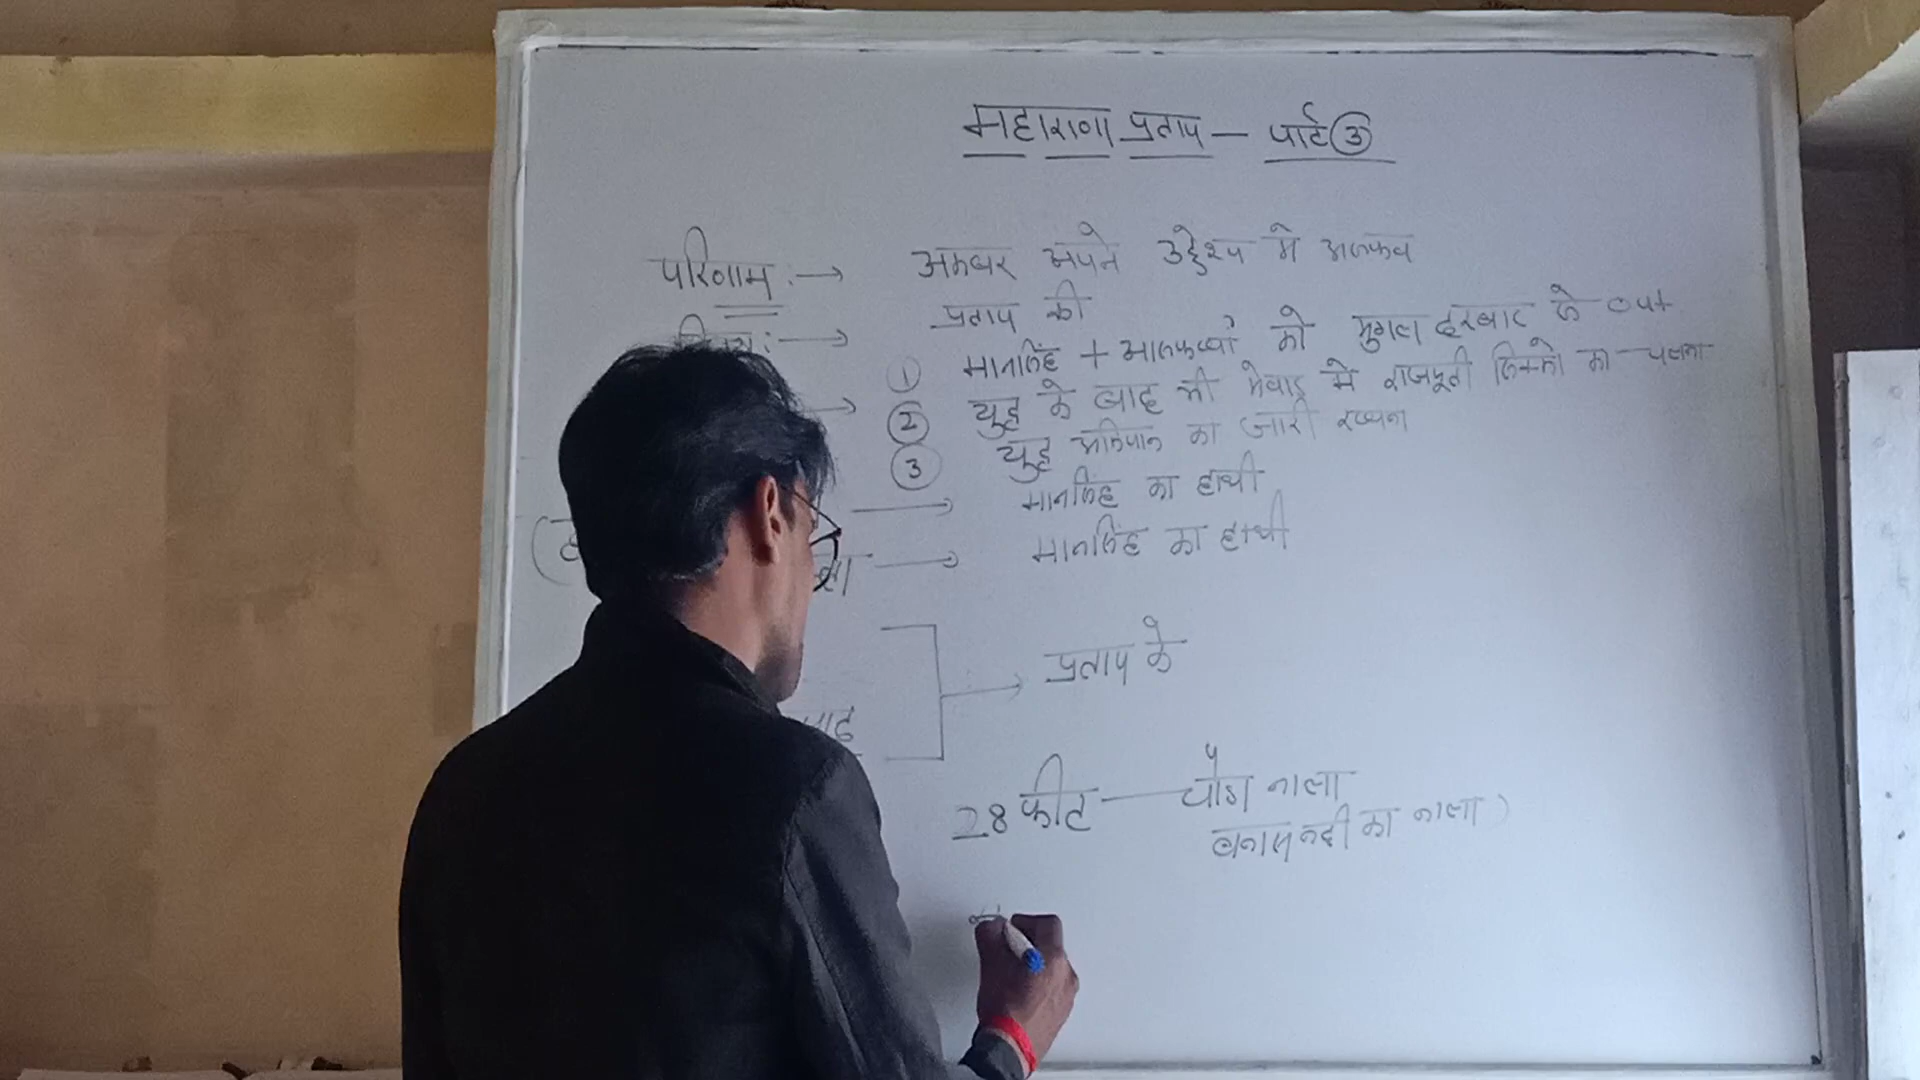 महाराणा प्रताप — पार्ट ③
परिणाम :→ अकबर अपने उद्देश्य मे असफल
→ प्रताप की
① मानसिंह + आसफखाँ को मुगल दरबार से out
② युद्ध के बाद भी मेवाड़ मे राजपूती सिक्को का चलना
③ युद्ध अभियान का जारी रखना
→ मानसिंह का हाथी
→ मानसिंह का हाथी
→ प्रताप के
28 फीट — नाला
बनास नदी का नाला)